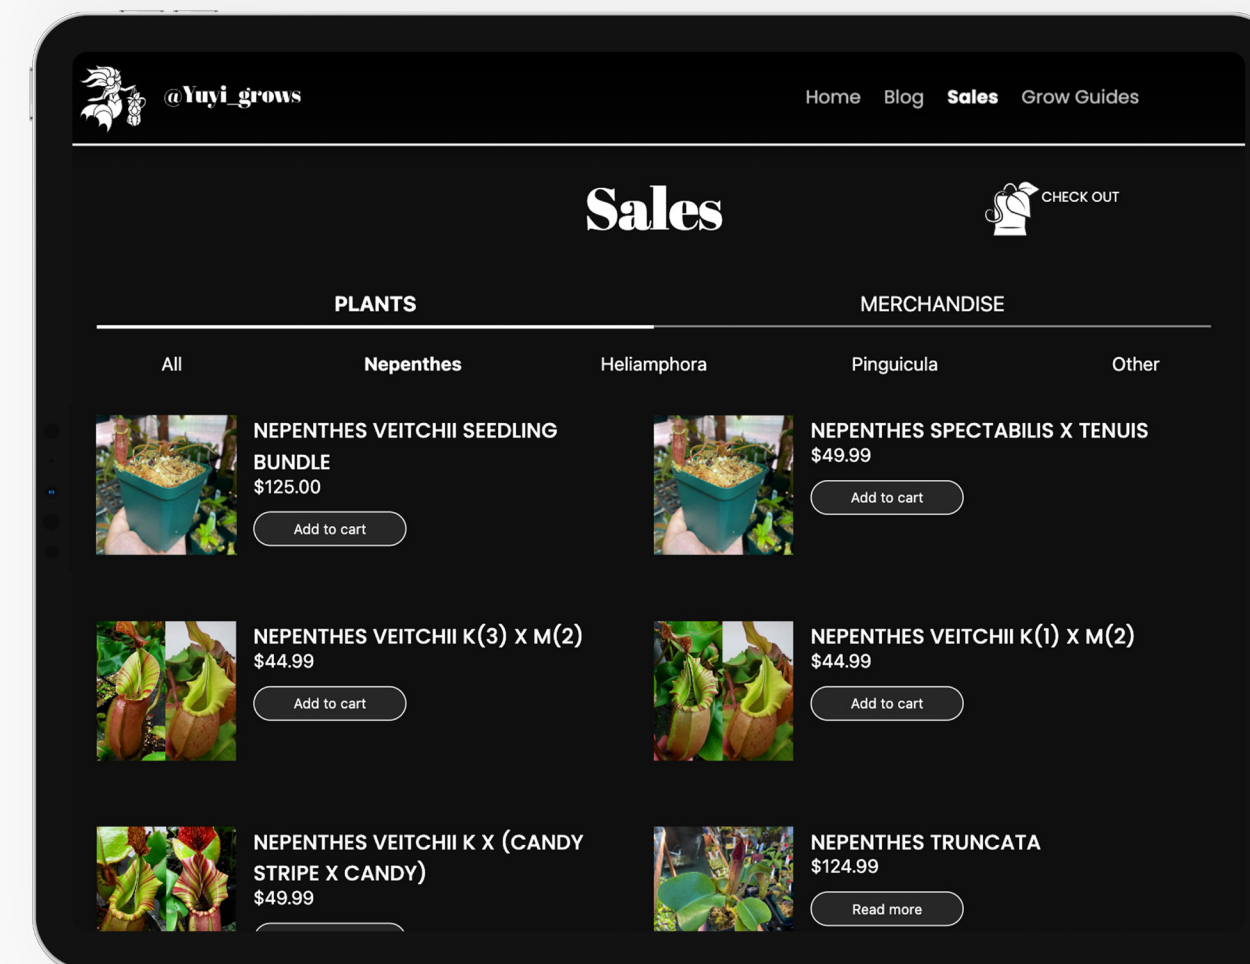 @Yuyi_grows
Home Blog Sales Grow Guides
Sales
CHECK OUT
PLANTS MERCHANDISE
All Nepenthes Heliamphora Pinguicula Other
NEPENTHES VEITCHII SEEDLING
BUNDLE
$125.00
Add to cart
NEPENTHES SPECTABILIS X TENUIS
$49.99
Add to cart
NEPENTHES VEITCHII K(3) X M(2)
$44.99
Add to cart
NEPENTHES VEITCHII K(1) X M(2)
$44.99
Add to cart
NEPENTHES VEITCHII K X (CANDY
STRIPE X CANDY)
$49.99
NEPENTHES TRUNCATA
$124.99
Read more